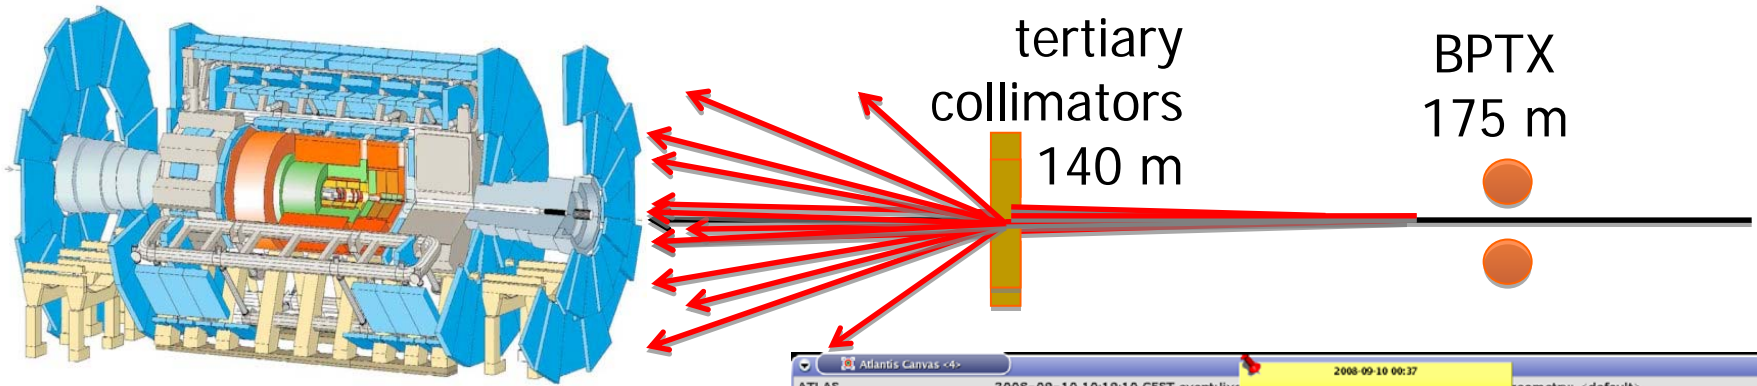 tertiary
collimators
140 m
BPTX
175 m
Atlantis Canvas <4>
2008-09-10 00:37